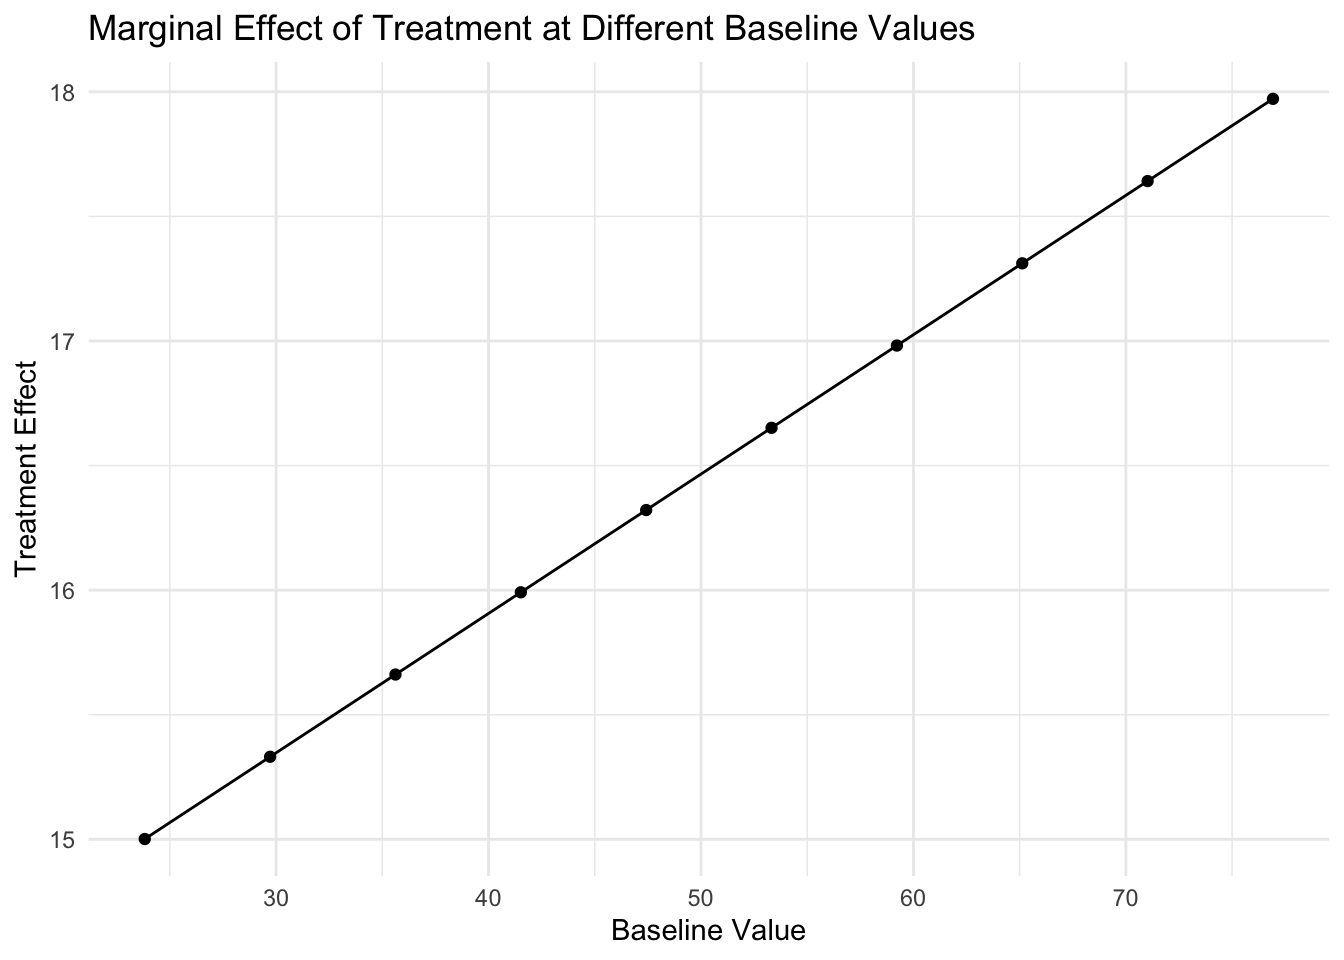 Marginal Effect of Treatment at Different Baseline Values
18
17
16
15
Treatment Effect
30 40 50 60 70
Baseline Value